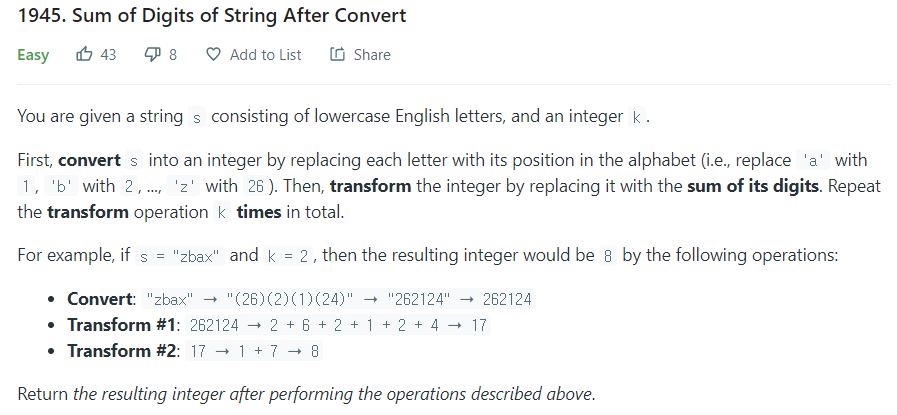 1945. Sum of Digits of String After Convert
Easy 43 8 Add to List Share
You are given a string s consisting of lowercase English letters, and an integer k .
First, convert s into an integer by replacing each letter with its position in the alphabet (i.e., replace 'a' with
1 , 'b' with 2 , ..., 'z' with 26 ). Then, transform the integer by replacing it with the sum of its digits. Repeat
the transform operation k times in total.
For example, if s = "zbax" and k = 2 , then the resulting integer would be 8 by the following operations:
• Convert: "zbax" → "(26)(2)(1)(24)" → "262124" → 262124
• Transform #1: 262124 → 2 + 6 + 2 + 1 + 2 + 4 → 17
• Transform #2: 17 → 1 + 7 → 8
Return the resulting integer after performing the operations described above.